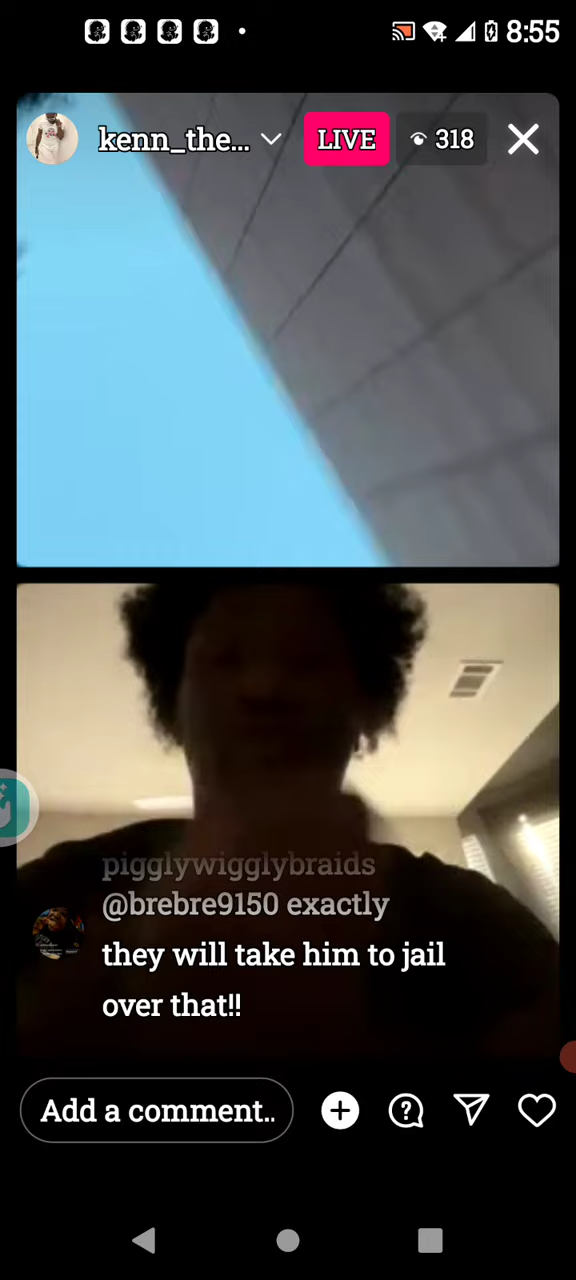 8:55
kenn_the...
LIVE
318
pigglywigglybraids
@brebre9150 exactly
they will take him to jail
over that!!
Add a comment..